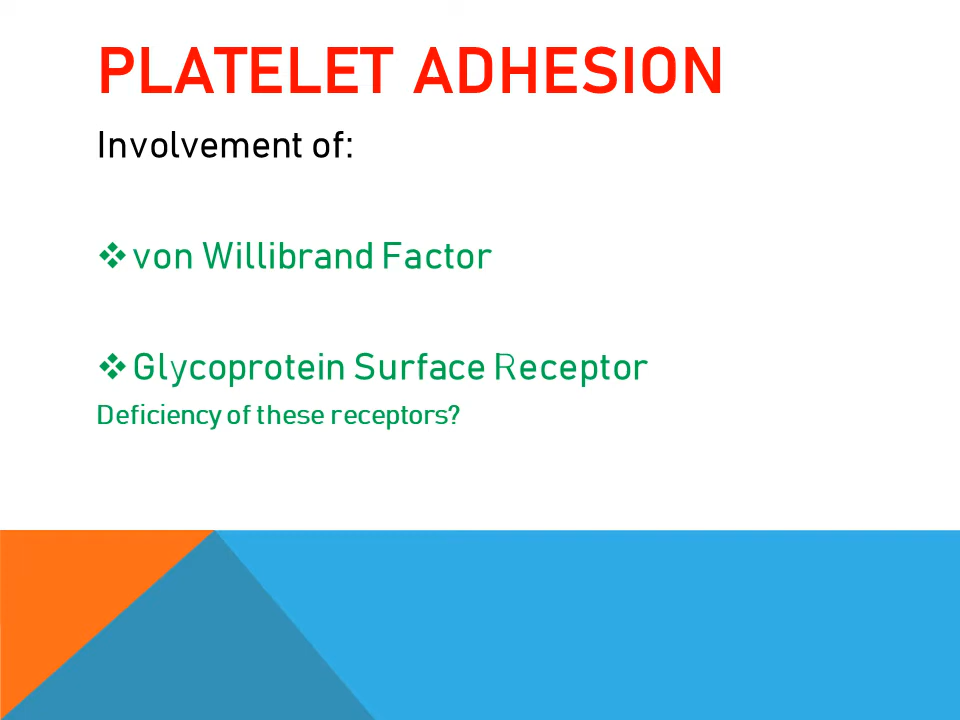 PLATELET ADHESION
Involvement of:
❖von Willibrand Factor
❖Glycoprotein Surface Receptor
Deficiency of these receptors?